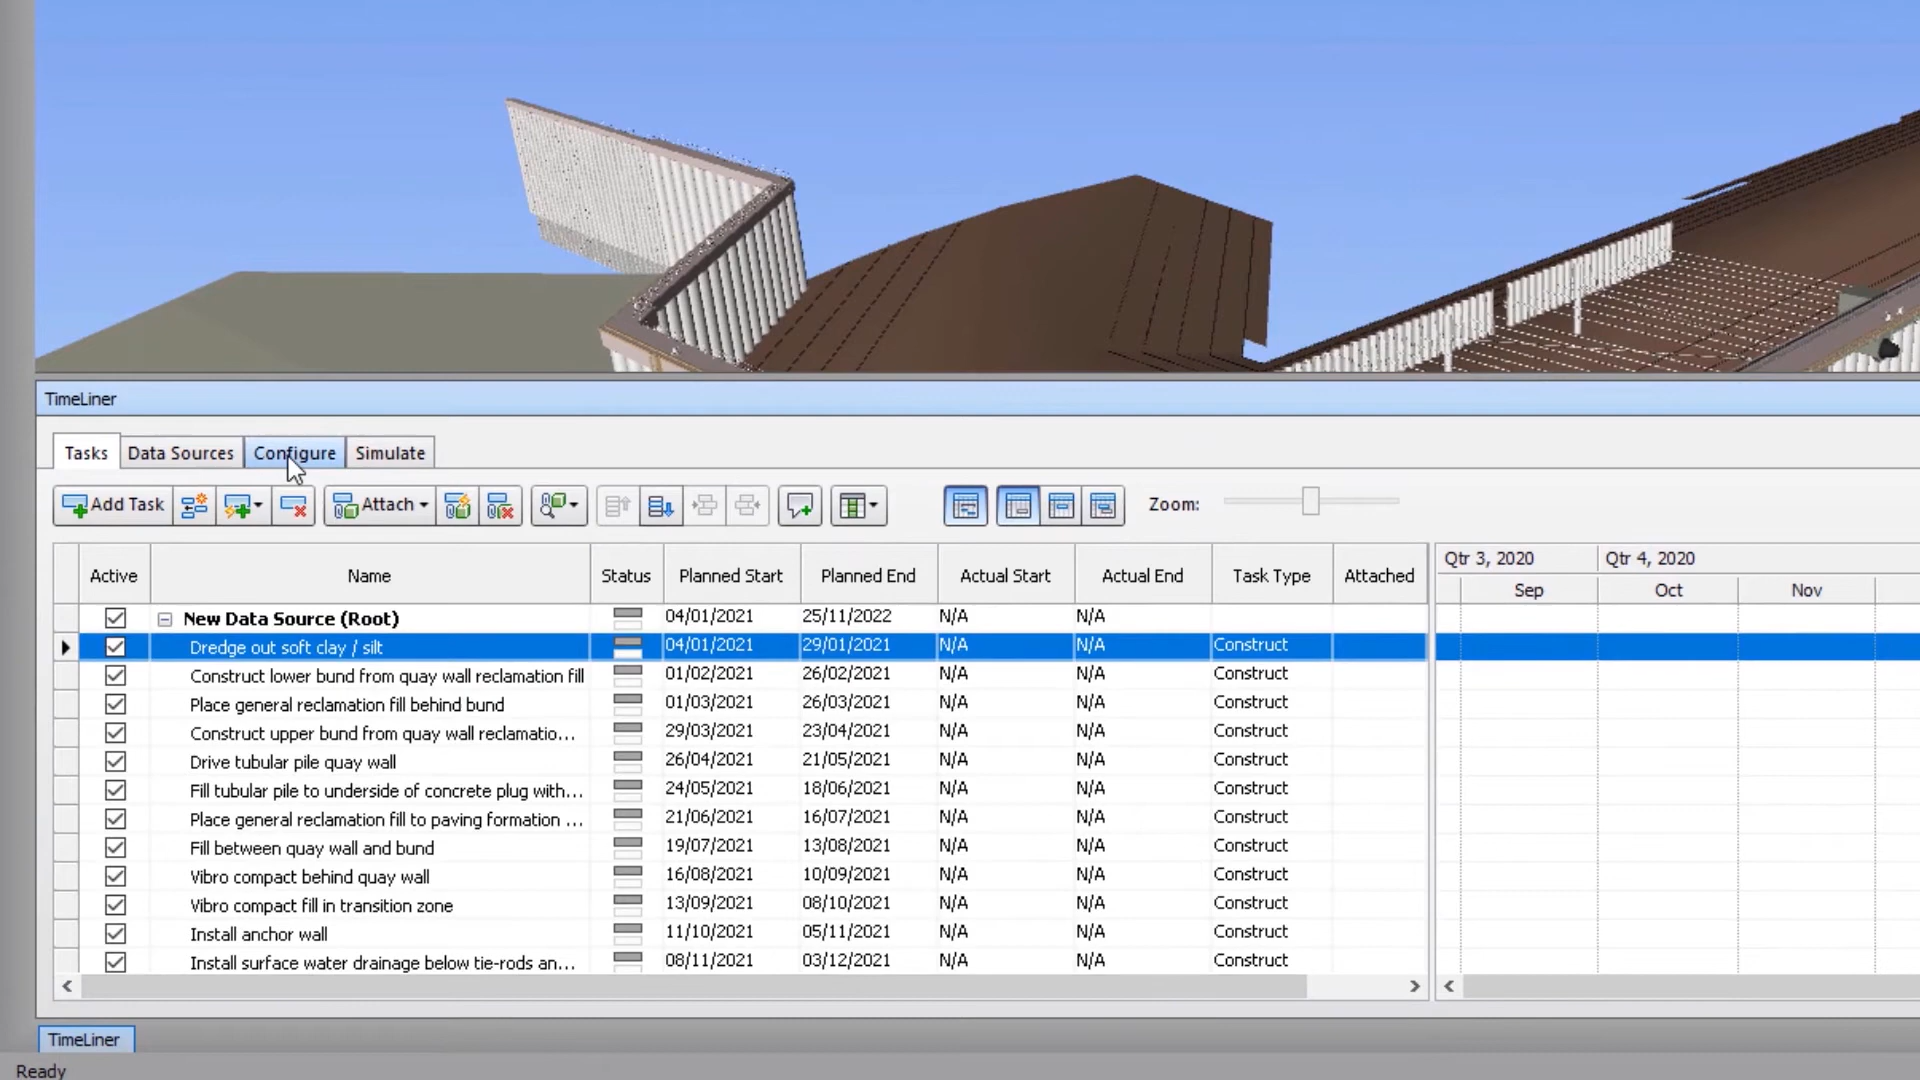 TimeLiner
Tasks Data Sources Configure Simulate
Add Task Attach Zoom:
Active Name Status Planned Start Planned End Actual Start Actual End Task Type Attached Qtr 3, 2020 Qtr 4, 2020
Sep Oct Nov
New Data Source (Root) 04/01/2021 25/11/2022 N/A N/A
Dredge out soft clay / silt 04/01/2021 29/01/2021 N/A N/A Construct
Construct lower bund from quay wall reclamation fill 01/02/2021 26/02/2021 N/A N/A Construct
Place general reclamation fill behind bund 01/03/2021 26/03/2021 N/A N/A Construct
Construct upper bund from quay wall reclamatio... 29/03/2021 23/04/2021 N/A N/A Construct
Drive tubular pile quay wall 26/04/2021 21/05/2021 N/A N/A Construct
Fill tubular pile to underside of concrete plug with... 24/05/2021 18/06/2021 N/A N/A Construct
Place general reclamation fill to paving formation ... 21/06/2021 16/07/2021 N/A N/A Construct
Fill between quay wall and bund 19/07/2021 13/08/2021 N/A N/A Construct
Vibro compact behind quay wall 16/08/2021 10/09/2021 N/A N/A Construct
Vibro compact fill in transition zone 13/09/2021 08/10/2021 N/A N/A Construct
Install anchor wall 11/10/2021 05/11/2021 N/A N/A Construct
Install surface water drainage below tie-rods an... 08/11/2021 03/12/2021 N/A N/A Construct
TimeLiner
Ready